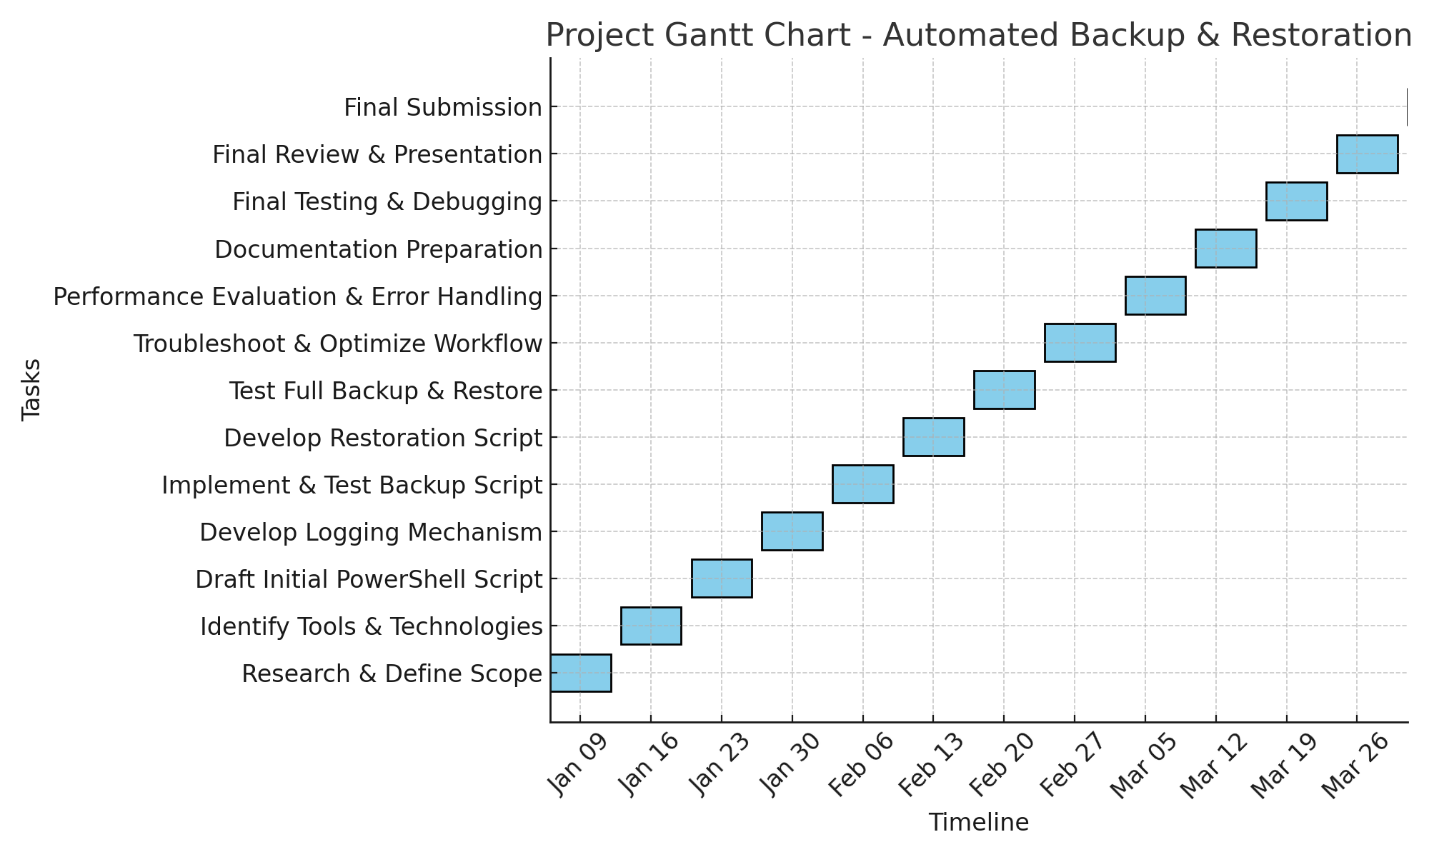 Project Gantt Chart - Automated Backup & Restoration
Final Submission
Final Review & Presentation
Final Testing & Debugging
Documentation Preparation
Performance Evaluation & Error Handling
Troubleshoot & Optimize Workflow
Test Full Backup & Restore
Develop Restoration Script
Implement & Test Backup Script
Develop Logging Mechanism
Draft Initial PowerShell Script
Identify Tools & Technologies
Research & Define Scope
Tasks
Jan 09
Jan 16
Jan 23
Jan 30
Feb 06
Feb 13
Feb 20
Feb 27
Mar 05
Mar 12
Mar 19
Mar 26
Timeline